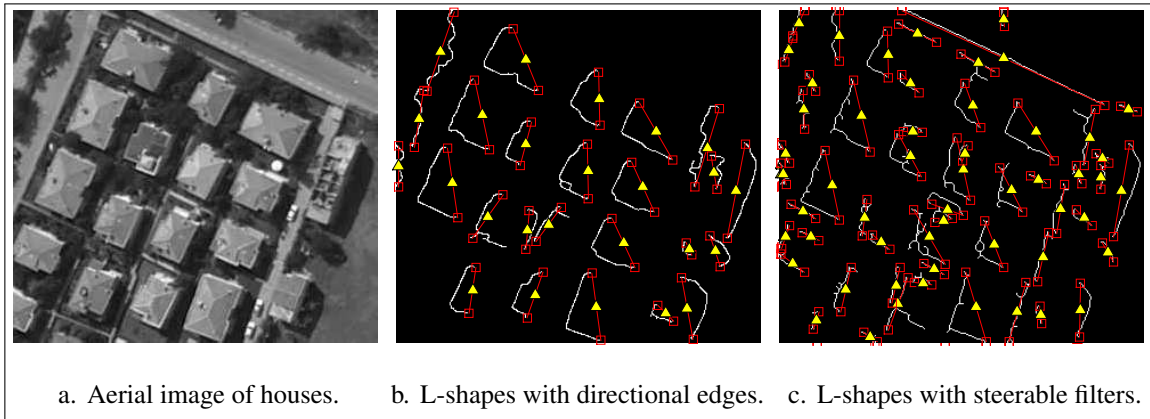 a. Aerial image of houses. b. L-shapes with directional edges. c. L-shapes with steerable filters.